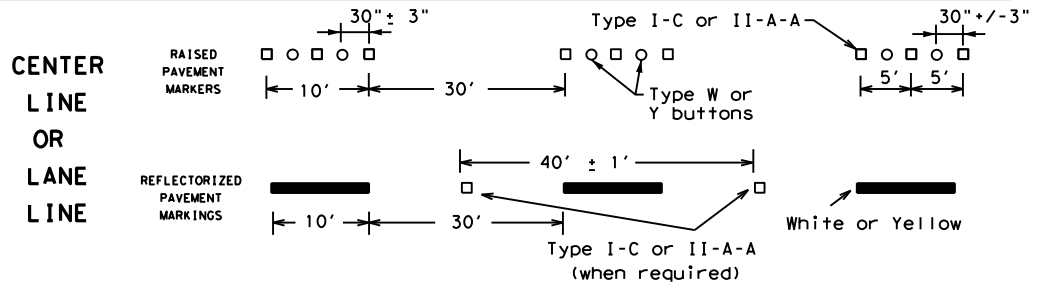 CENTER
LINE
OR
LANE
LINE
RAISED
PAVEMENT
MARKERS
30"± 3"
10'
30'
Type I-C or II-A-A
Type W or
Y buttons
30"+/-3"
5'
5'
REFLECTORIZED
PAVEMENT
MARKINGS
40' ± 1'
10'
30'
Type I-C or II-A-A
(when required)
White or Yellow